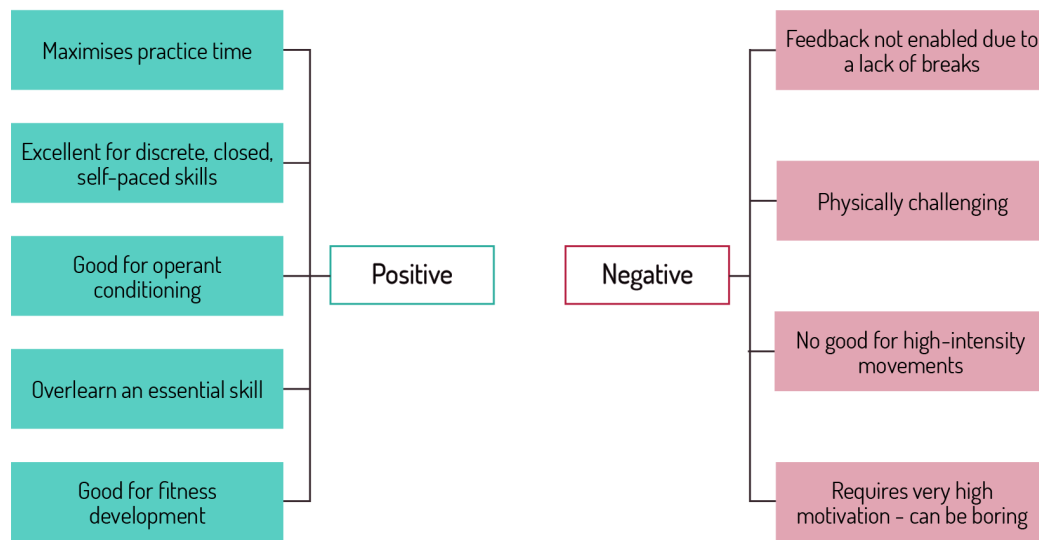 Maximises practice time
Excellent for discrete, closed,
self-paced skills
Good for operant
conditioning
Overlearn an essential skill
Good for fitness
development
Positive
Negative
Feedback not enabled due to
a lack of breaks
Physically challenging
No good for high-intensity
movements
Requires very high
motivation - can be boring